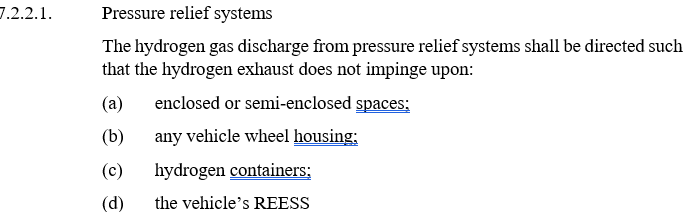 7.2.2.1. Pressure relief systems
The hydrogen gas discharge from pressure relief systems shall be directed such
that the hydrogen exhaust does not impinge upon:
(a) enclosed or semi-enclosed spaces;
(b) any vehicle wheel housing;
(c) hydrogen containers;
(d) the vehicle’s REESS